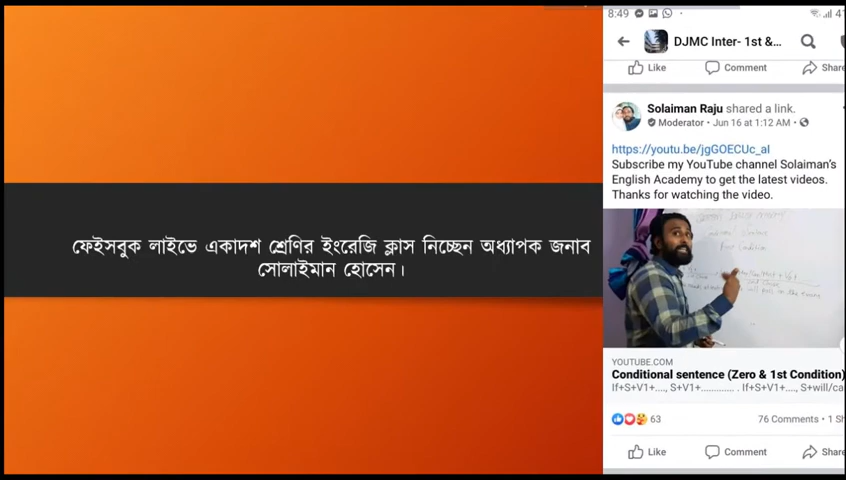 ফেইসবুক লাইভে একাদশ শ্রেণির ইংরেজি ক্লাস নিচ্ছেন অধ্যাপক জনাব
সোলাইমান হোসেন।
8:49
DJMC Inter- 1st &...
Like Comment Share
Solaiman Raju shared a link.
Moderator • Jun 16 at 1:12 AM •
https://youtu.be/jgGOECUc_aI
Subscribe my YouTube channel Solaiman's
English Academy to get the latest videos.
Thanks for watching the video.
YOUTUBE.COM
Conditional sentence (Zero & 1st Condition)
If+S+V1+...., S+V1+.............. . If+S+V1+...., S+will/ca
63 76 Comments • 1 Sh
Like Comment Share